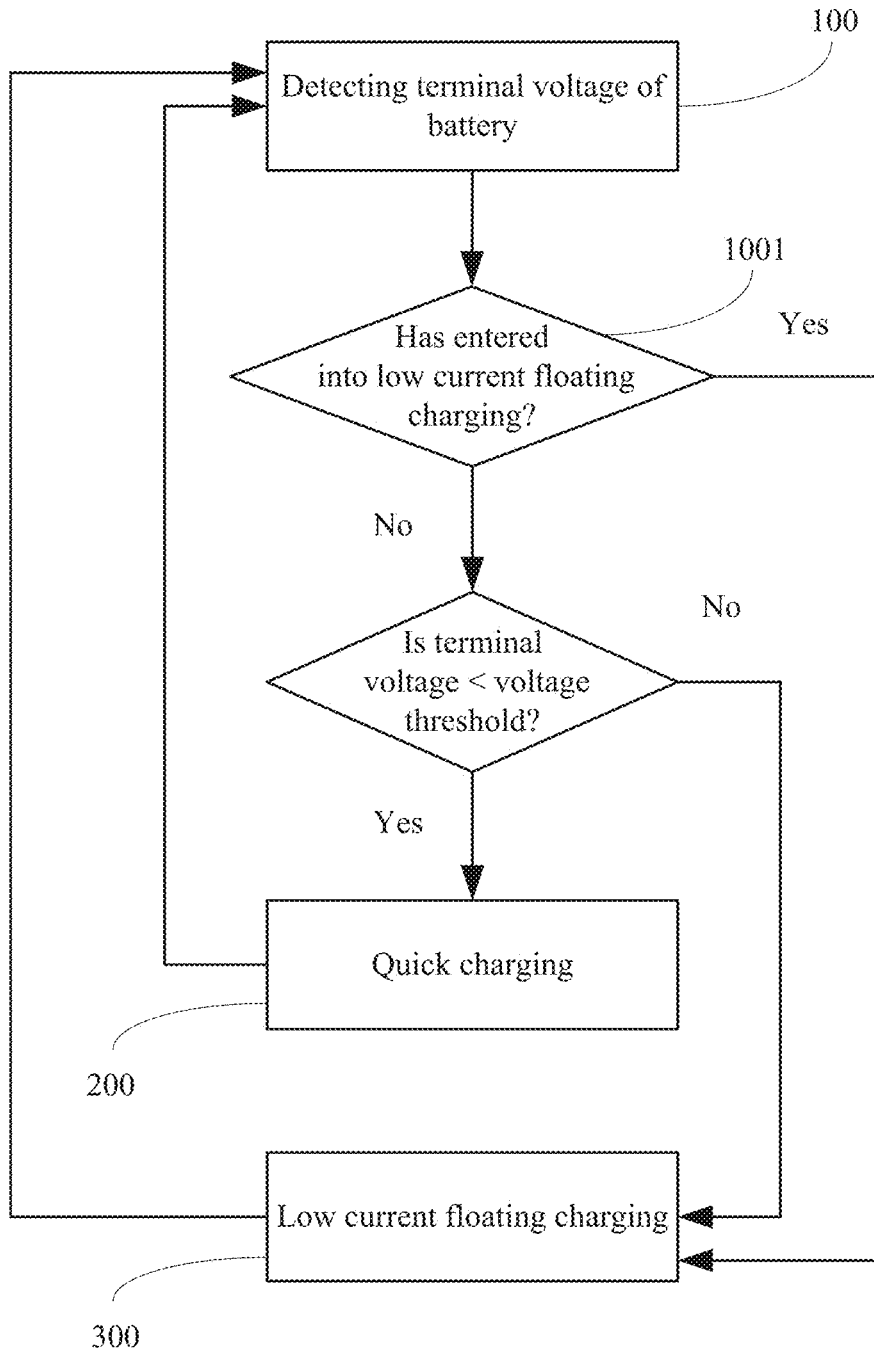 100
Detecting terminal voltage of
battery
1001
Has entered
into low current floating
charging?
Yes
No
No
Is terminal
voltage < voltage
threshold?
Yes
Quick charging
200
Low current floating charging
300